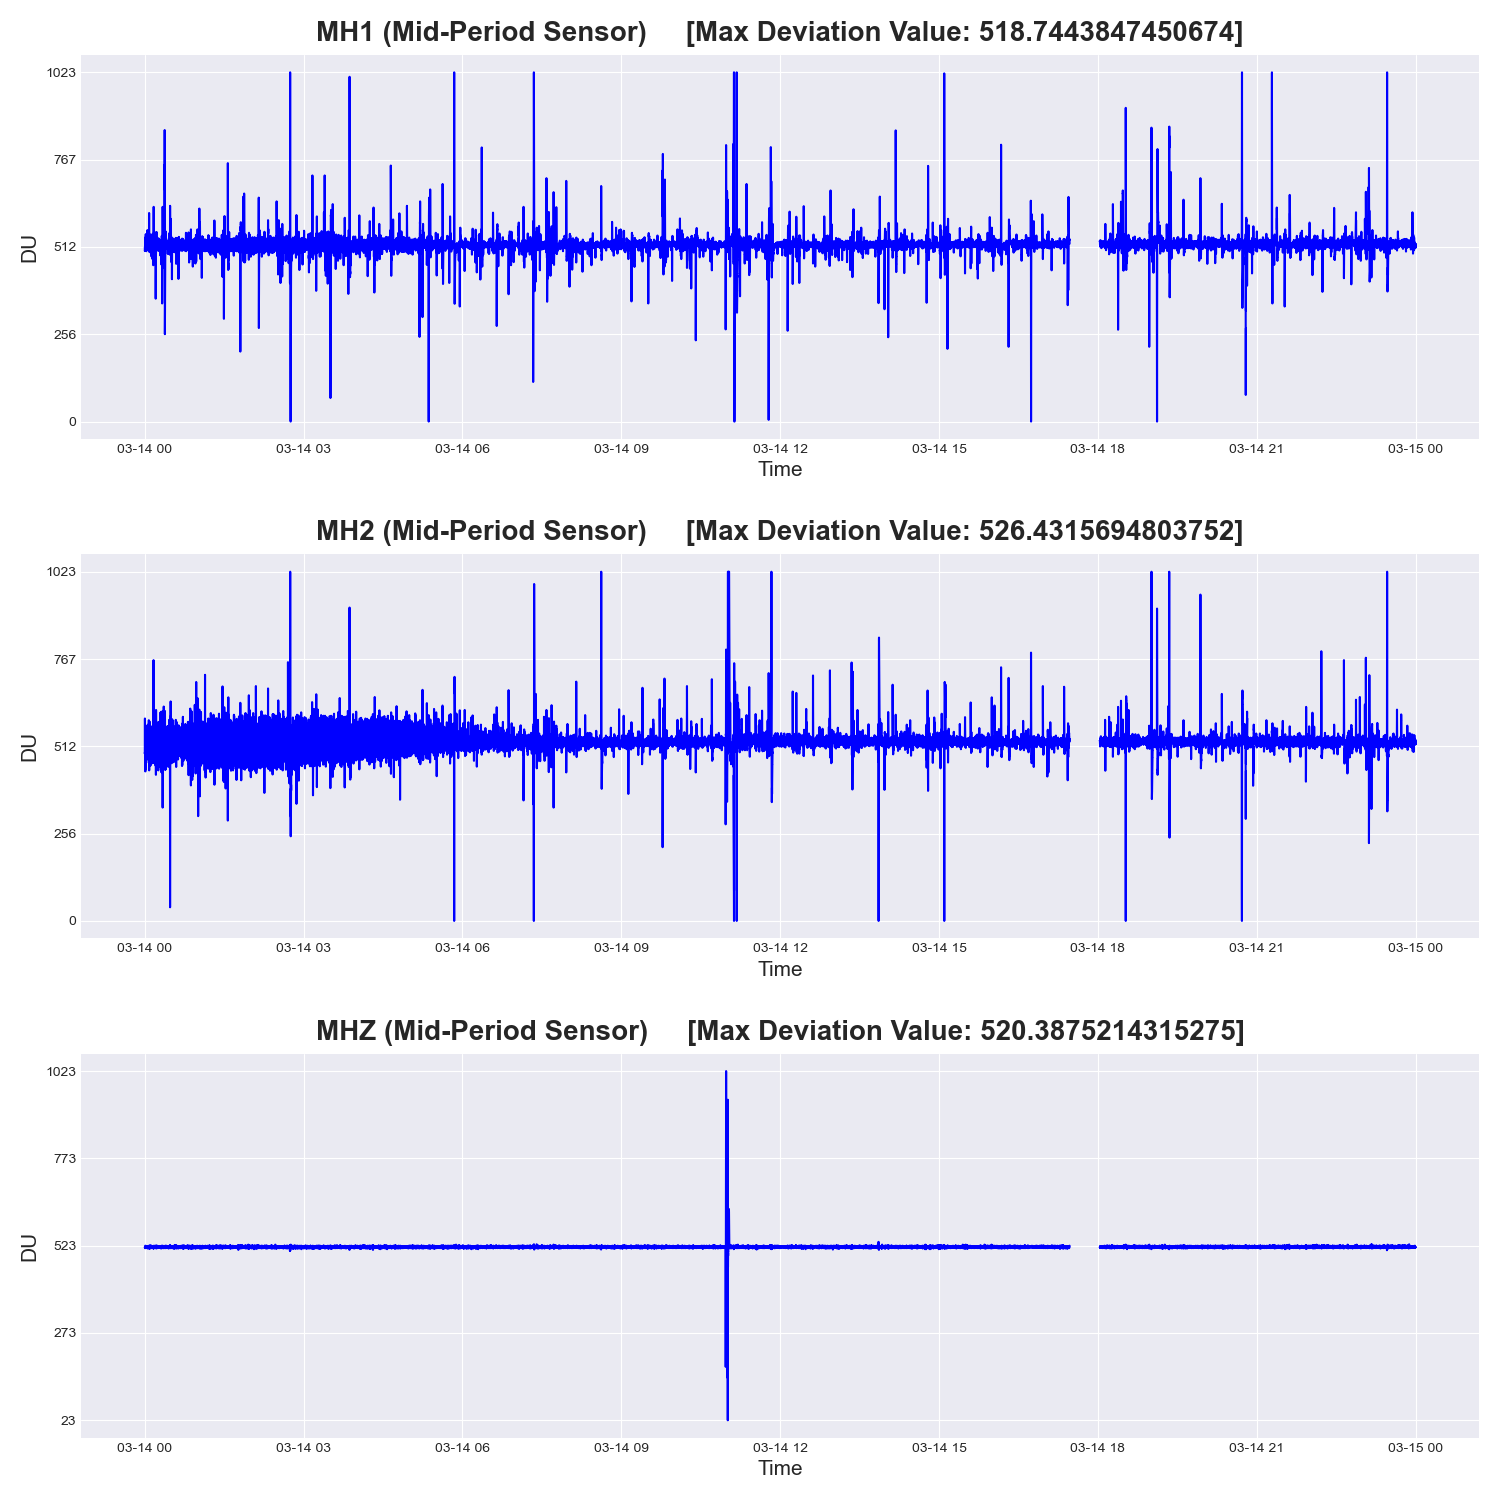 MH1 (Mid-Period Sensor) [Max Deviation Value: 518.7443847450674]
1023
767
512
256
0
DU
03-14 00 03-14 03 03-14 06 03-14 09 03-14 12 03-14 15 03-14 18 03-14 21 03-15 00
Time
MH2 (Mid-Period Sensor) [Max Deviation Value: 526.4315694803752]
1023
767
512
256
0
DU
03-14 00 03-14 03 03-14 06 03-14 09 03-14 12 03-14 15 03-14 18 03-14 21 03-15 00
Time
MHZ (Mid-Period Sensor) [Max Deviation Value: 520.3875214315275]
1023
773
523
273
23
DU
03-14 00 03-14 03 03-14 06 03-14 09 03-14 12 03-14 15 03-14 18 03-14 21 03-15 00
Time